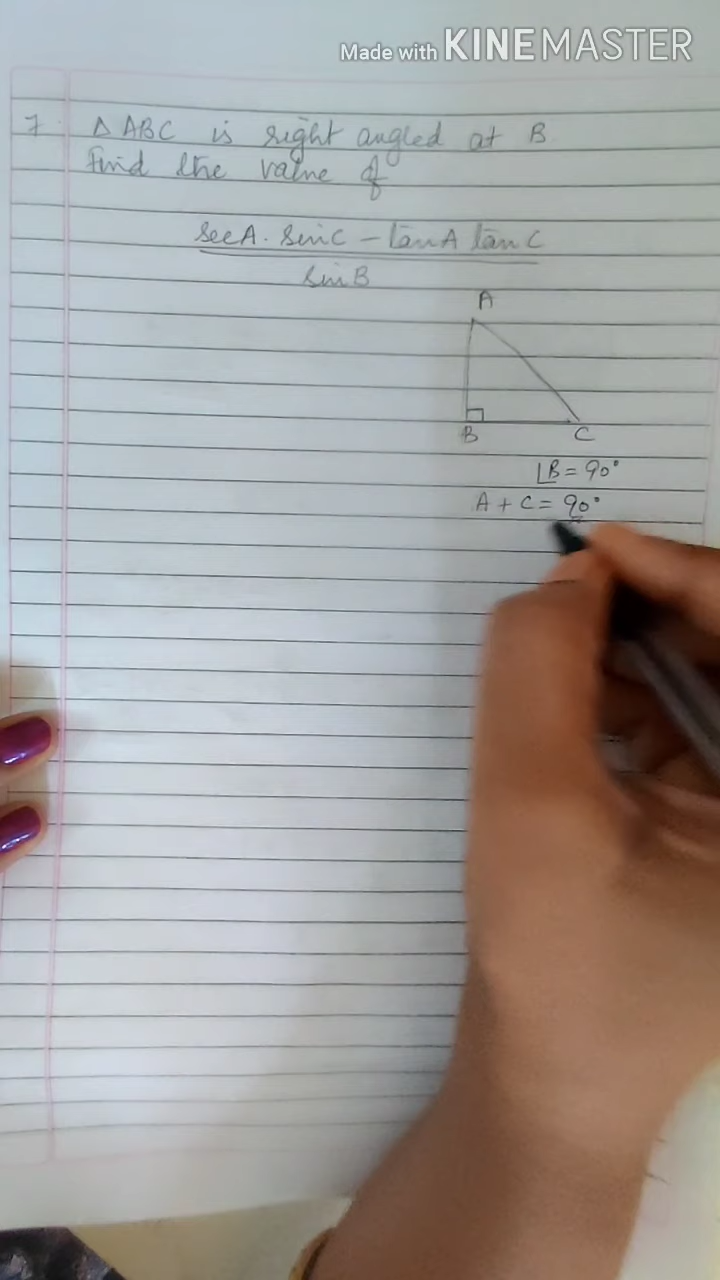 Made with KINEMASTER
7. Δ ABC is right angled at B
Find the value of
secA. sinC – tanA tanC
sinB
A
B
C
∠B = 90°
A + C = 90°